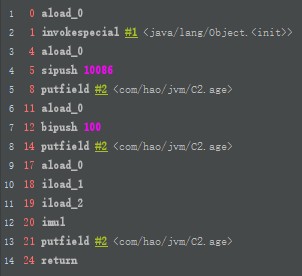 1 0 aload_0
2 1 invokespecial #1 <java/lang/Object.<init>>
3 4 aload_0
4 5 sipush 10086
5 8 putfield #2 <com/hao/jvm/C2.age>
6 11 aload_0
7 12 bipush 100
8 14 putfield #2 <com/hao/jvm/C2.age>
9 17 aload_0
10 18 iload_1
11 19 iload_2
12 20 imul
13 21 putfield #2 <com/hao/jvm/C2.age>
14 24 return